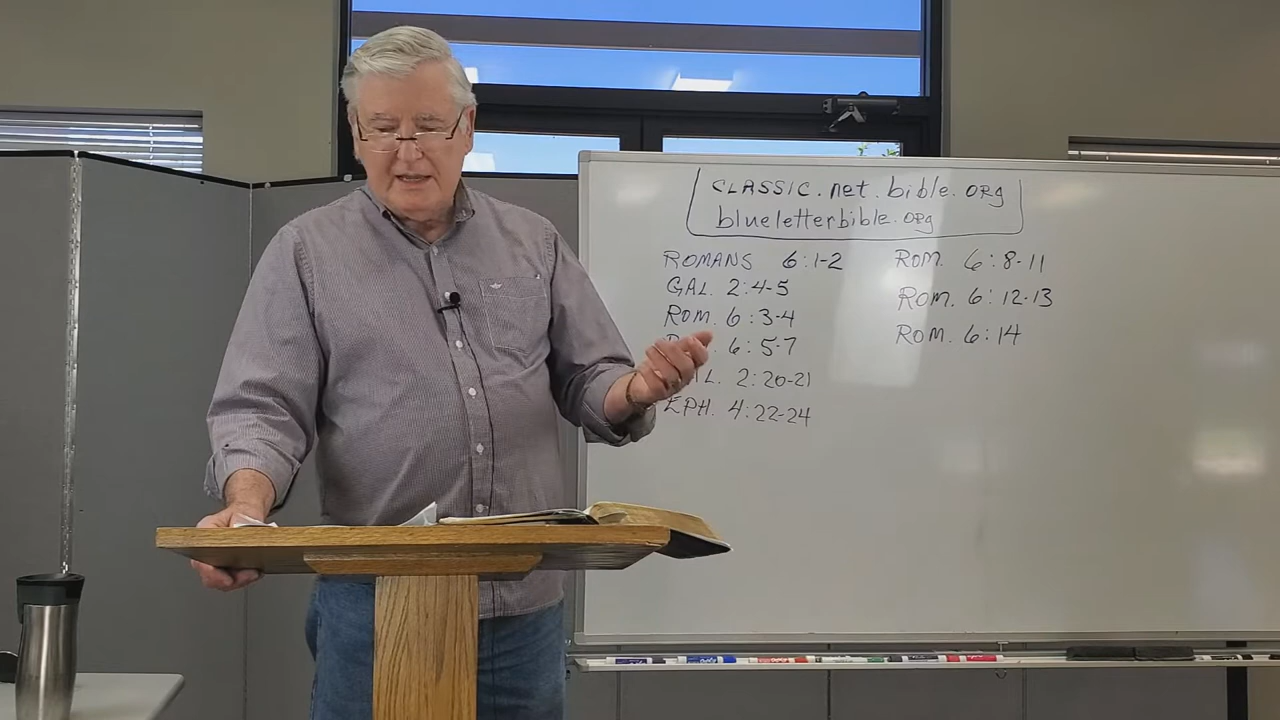 CLASSIC.net.bible.ORg
blueletterbible.ORg
ROMANS 6:1-2
GAL. 2:4-5
ROM. 6:3-4
6:5-7
2:20-21
EPH. 4:22-24
ROM. 6:8-11
ROM. 6:12-13
ROM. 6:14